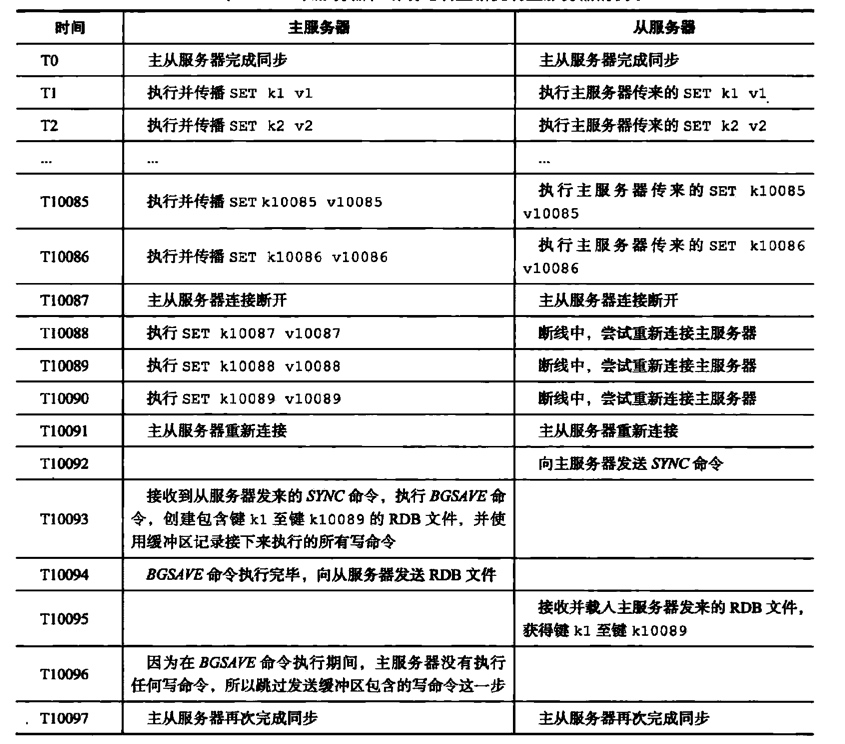 时间 主服务器 从服务器
T0 主从服务器完成同步 主从服务器完成同步
T1 执行并传播 SET k1 v1 执行主服务器传来的 SET k1 v1
T2 执行并传播 SET k2 v2 执行主服务器传来的 SET k2 v2
... ... ...
T10085 执行并传播 SET k10085 v10085 执行主服务器传来的 SET k10085
v10085
T10086 执行并传播 SET k10086 v10086 执行主服务器传来的 SET k10086
v10086
T10087 主从服务器连接断开 主从服务器连接断开
T10088 执行 SET k10087 v10087 断线中，尝试重新连接主服务器
T10089 执行 SET k10088 v10088 断线中，尝试重新连接主服务器
T10090 执行 SET k10089 v10089 断线中，尝试重新连接主服务器
T10091 主从服务器重新连接 主从服务器重新连接
T10092 向主服务器发送 SYNC 命令
接收到从服务器发来的 SYNC 命令，执行 BGSAVE 命
T10093 令，创建包含键 k1 至键 k10089 的 RDB 文件，并使
用缓冲区记录接下来执行的所有写命令
T10094 BGSAVE 命令执行完毕，向从服务器发送 RDB 文件
T10095 接收并载入主服务器发来的 RDB 文件，
获得键 k1 至键 k10089
T10096 因为在 BGSAVE 命令执行期间，主服务器没有执行
任何写命令，所以跳过发送缓冲区包含的写命令这一步
T10097 主从服务器再次完成同步 主从服务器再次完成同步